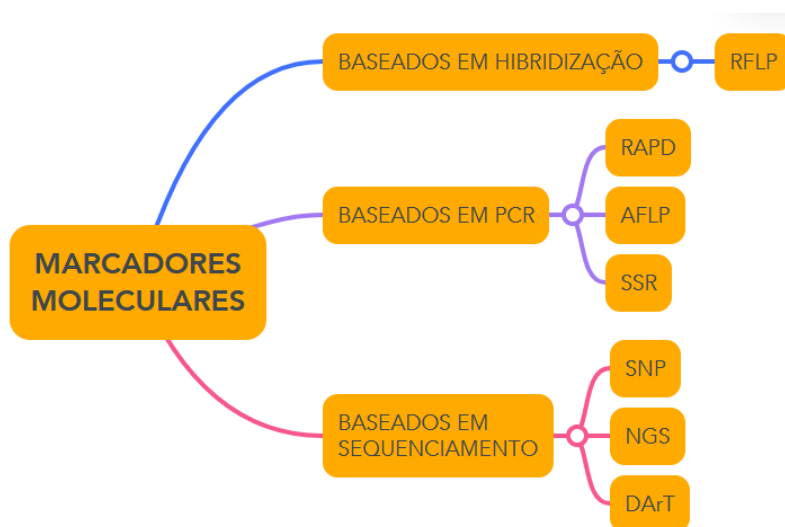 BASEADOS EM HIBRIDIZAÇÃO
RFLP
RAPD
BASEADOS EM PCR
AFLP
SSR
MARCADORES
MOLECULARES
SNP
BASEADOS EM
SEQUENCIAMENTO
NGS
DArT